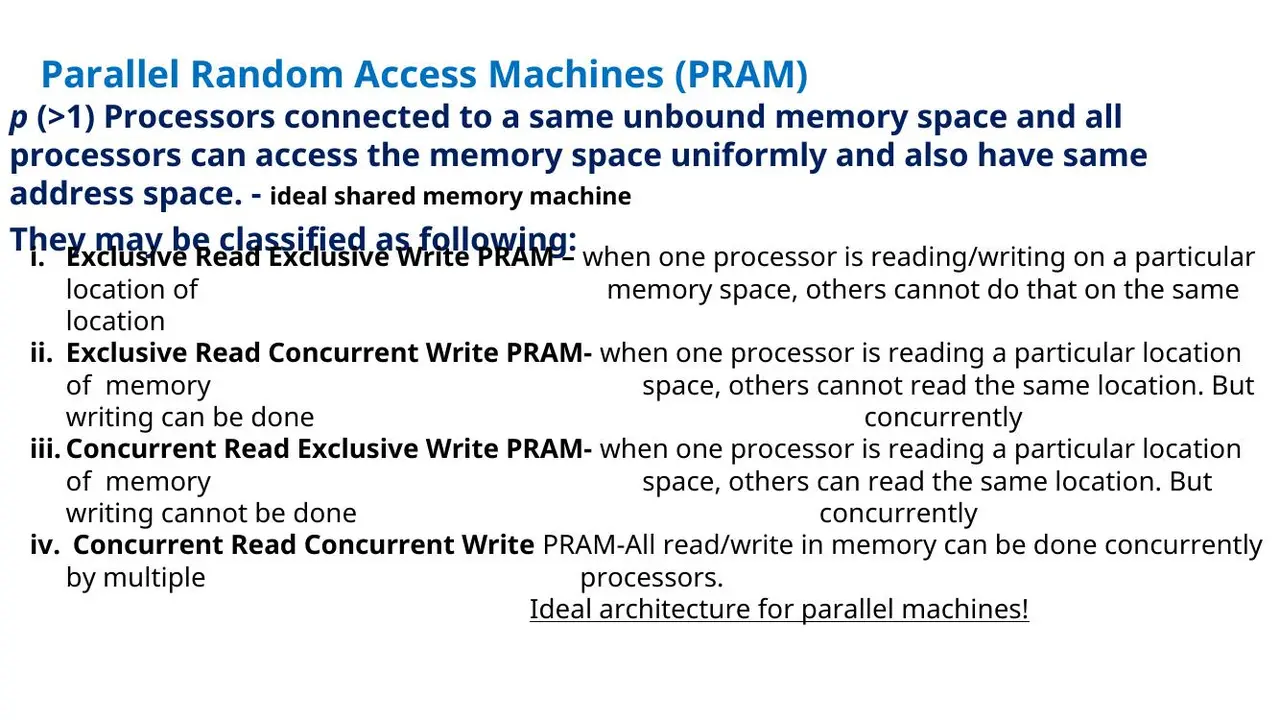 Parallel Random Access Machines (PRAM)
p (>1) Processors connected to a same unbound memory space and all
processors can access the memory space uniformly and also have same
address space. - ideal shared memory machine
They may be classified as following:
i. Exclusive Read Exclusive Write PRAM – when one processor is reading/writing on a particular
location of memory space, others cannot do that on the same
location
ii. Exclusive Read Concurrent Write PRAM- when one processor is reading a particular location
of memory space, others cannot read the same location. But
writing can be done concurrently
iii. Concurrent Read Exclusive Write PRAM- when one processor is reading a particular location
of memory space, others can read the same location. But
writing cannot be done concurrently
iv. Concurrent Read Concurrent Write PRAM-All read/write in memory can be done concurrently
by multiple processors.
Ideal architecture for parallel machines!